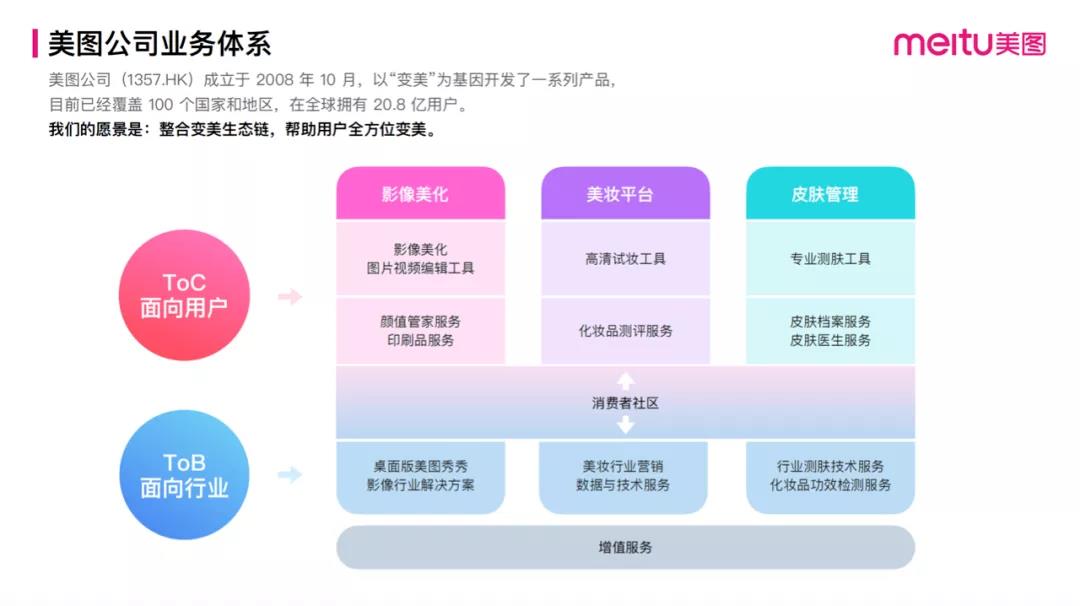 美图公司业务体系
meitu美图
美图公司（1357.HK）成立于 2008 年 10 月，以“变美”为基因开发了一系列产品，
目前已经覆盖 100 个国家和地区，在全球拥有 20.8 亿用户。
我们的愿景是：整合变美生态链，帮助用户全方位变美。
影像美化
美妆平台
皮肤管理
ToC
面向用户
影像美化
图片视频编辑工具
高清试妆工具
专业测肤工具
颜值管家服务
印刷品服务
化妆品测评服务
皮肤档案服务
皮肤医生服务
消费者社区
ToB
面向行业
桌面版美图秀秀
影像行业解决方案
美妆行业营销
数据与技术服务
行业测肤技术服务
化妆品功效检测服务
增值服务